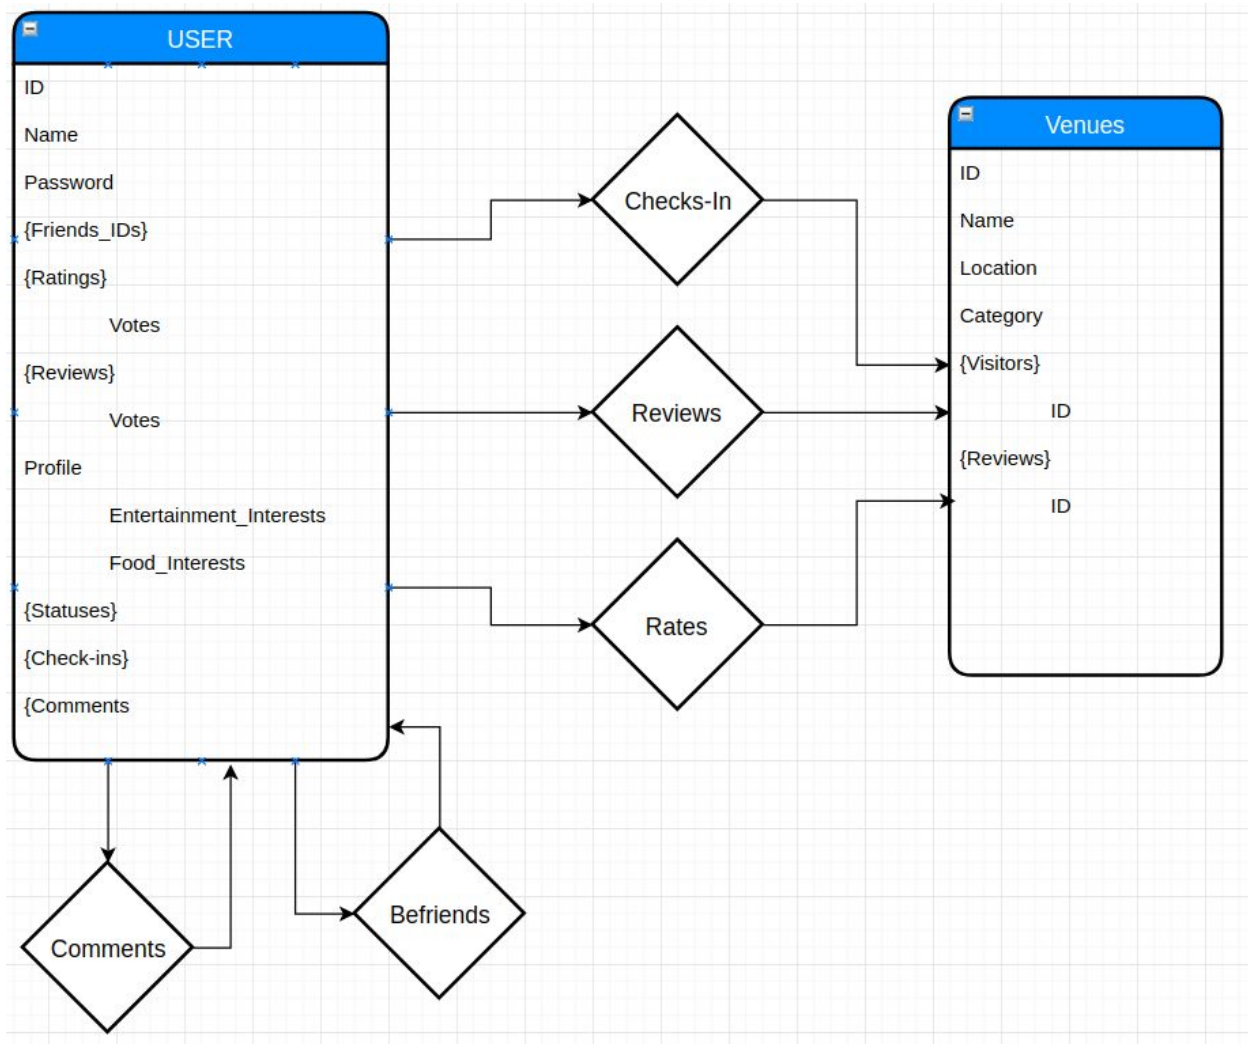 USER
ID
Name
Password
{Friends_IDs}
{Ratings}
Votes
{Reviews}
Votes
Profile
Entertainment_Interests
Food_Interests
{Statuses}
{Check-ins}
{Comments
Checks-In
Reviews
Rates
Venues
ID
Name
Location
Category
{Visitors}
ID
{Reviews}
ID
Comments
Befriends